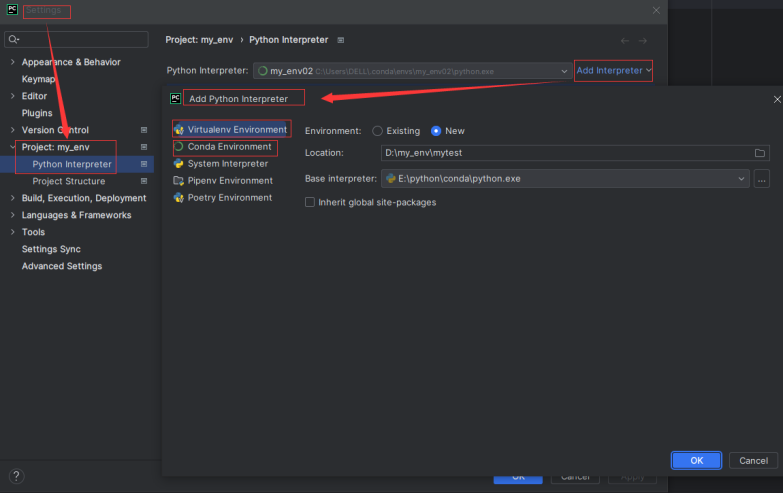 PC Settings
Project: my_env › Python Interpreter
Appearance & Behavior
Keymap
Editor
Plugins
Version Control
Project: my_env
Python Interpreter
Project Structure
Build, Execution, Deployment
Languages & Frameworks
Tools
Settings Sync
Advanced Settings
?
Python Interpreter: my_env02 C:\Users\DELL\.conda\envs\my_env02\python.exe Add Interpreter
PC Add Python Interpreter
Virtualenv Environment
Conda Environment
System Interpreter
Pipenv Environment
Poetry Environment
Environment: Existing New
Location: D:\my_env\mytest
Base interpreter: E:\python\conda\python.exe ...
Inherit global site-packages
OK Cancel
OK Cancel Apply